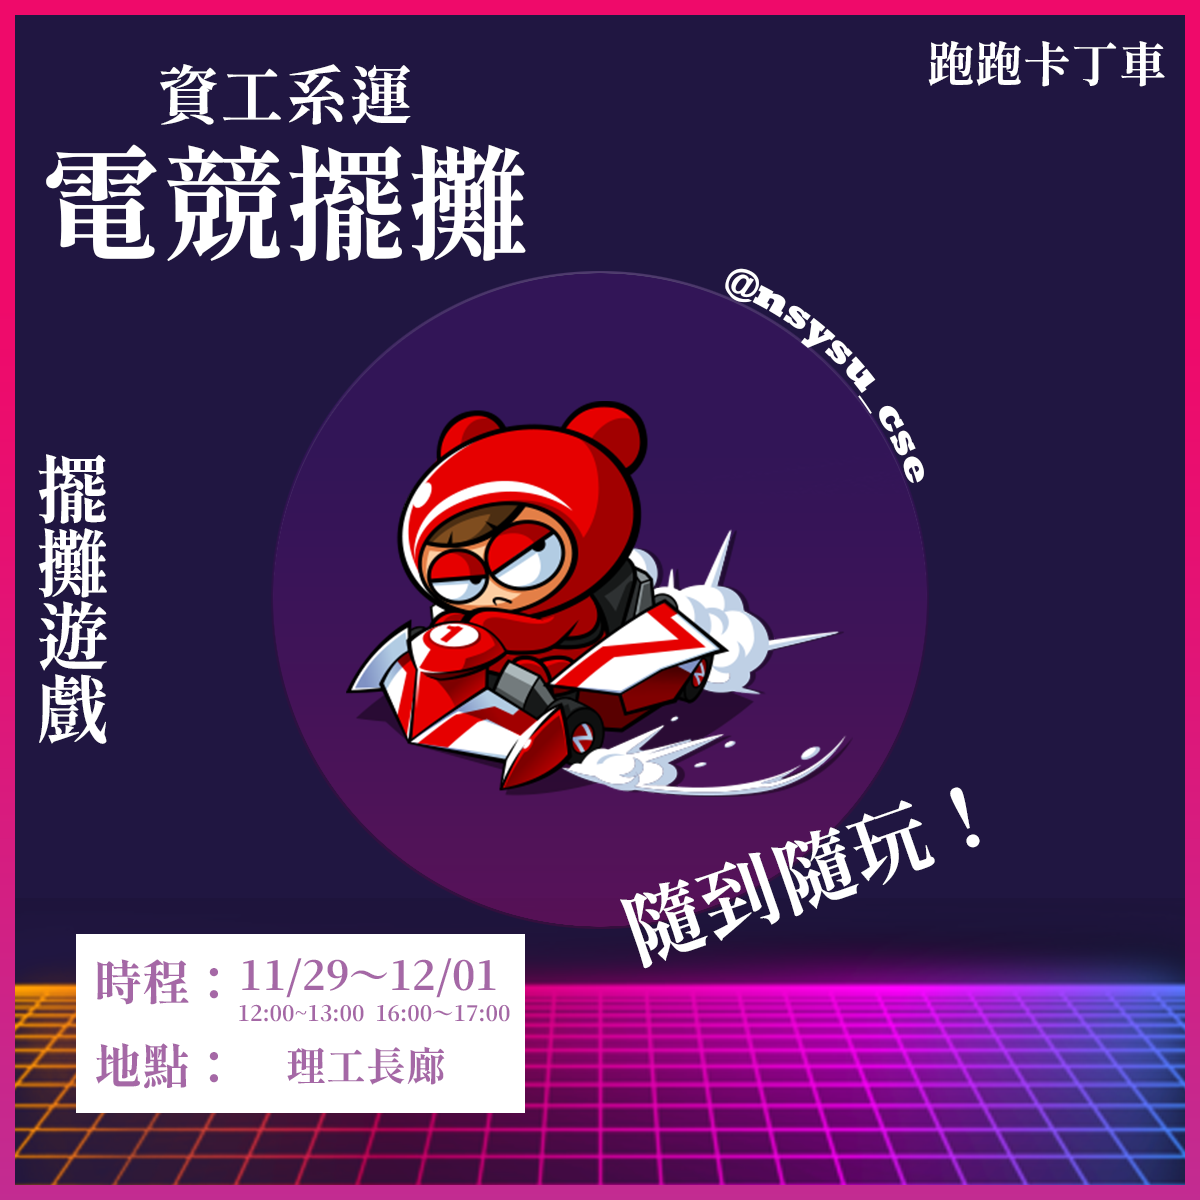 跑跑卡丁車
資工系運
電競擺攤
@nsysu_cse
擺攤遊戲
1
Z
Z
隨到隨玩！
時程：11/29～12/01
12:00~13:00 16:00～17:00
地點： 理工長廊